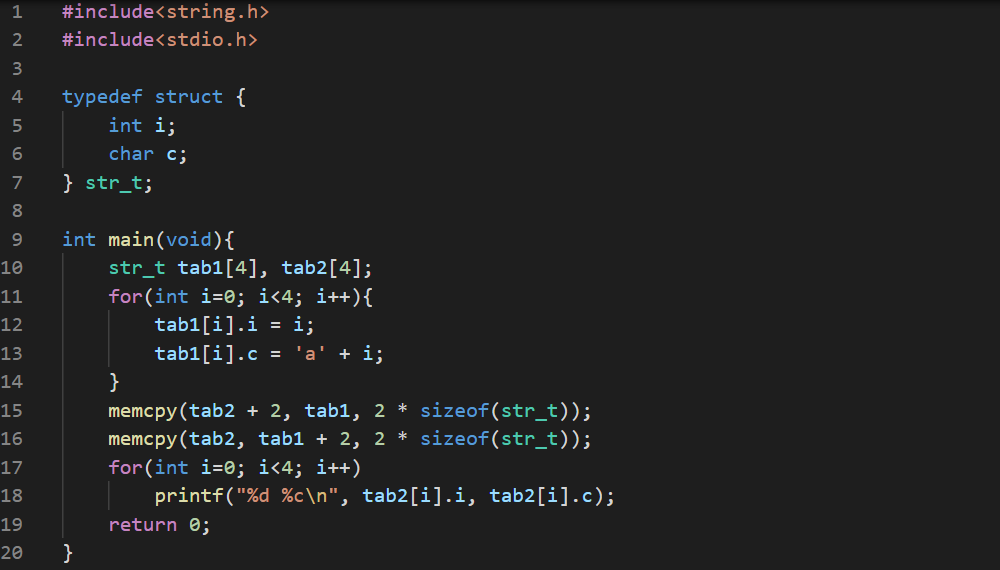 1 #include<string.h>
2 #include<stdio.h>
3
4 typedef struct {
5     int i;
6     char c;
7 } str_t;
8
9 int main(void){
10     str_t tab1[4], tab2[4];
11     for(int i=0; i<4; i++){
12         tab1[i].i = i;
13         tab1[i].c = 'a' + i;
14     }
15     memcpy(tab2 + 2, tab1, 2 * sizeof(str_t));
16     memcpy(tab2, tab1 + 2, 2 * sizeof(str_t));
17     for(int i=0; i<4; i++)
18         printf("%d %c\n", tab2[i].i, tab2[i].c);
19     return 0;
20 }